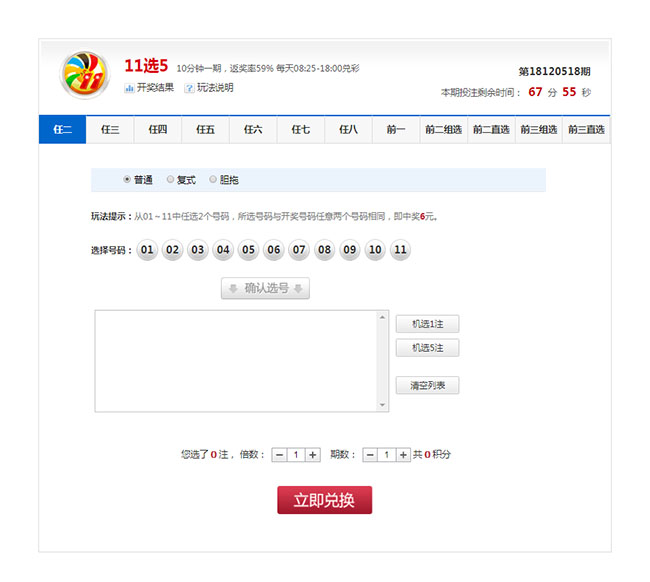 11选5 10分钟一期，返奖率59% 每天08:25-18:00兑彩
第18120518期
开奖结果 玩法说明
本期投注剩余时间： 67 分 55 秒
任二 任三 任四 任五 任六 任七 任八 前一 前二组选 前二直选 前三组选 前三直选
普通 复式 胆拖
玩法提示：从01～11中任选2个号码，所选号码与开奖号码任意两个号码相同，即中奖6元。
选择号码： 01 02 03 04 05 06 07 08 09 10 11
确认选号
机选1注
机选5注
清空列表
您选了 0 注， 倍数： 1 期数： 1 共 0 积分
立即兑换